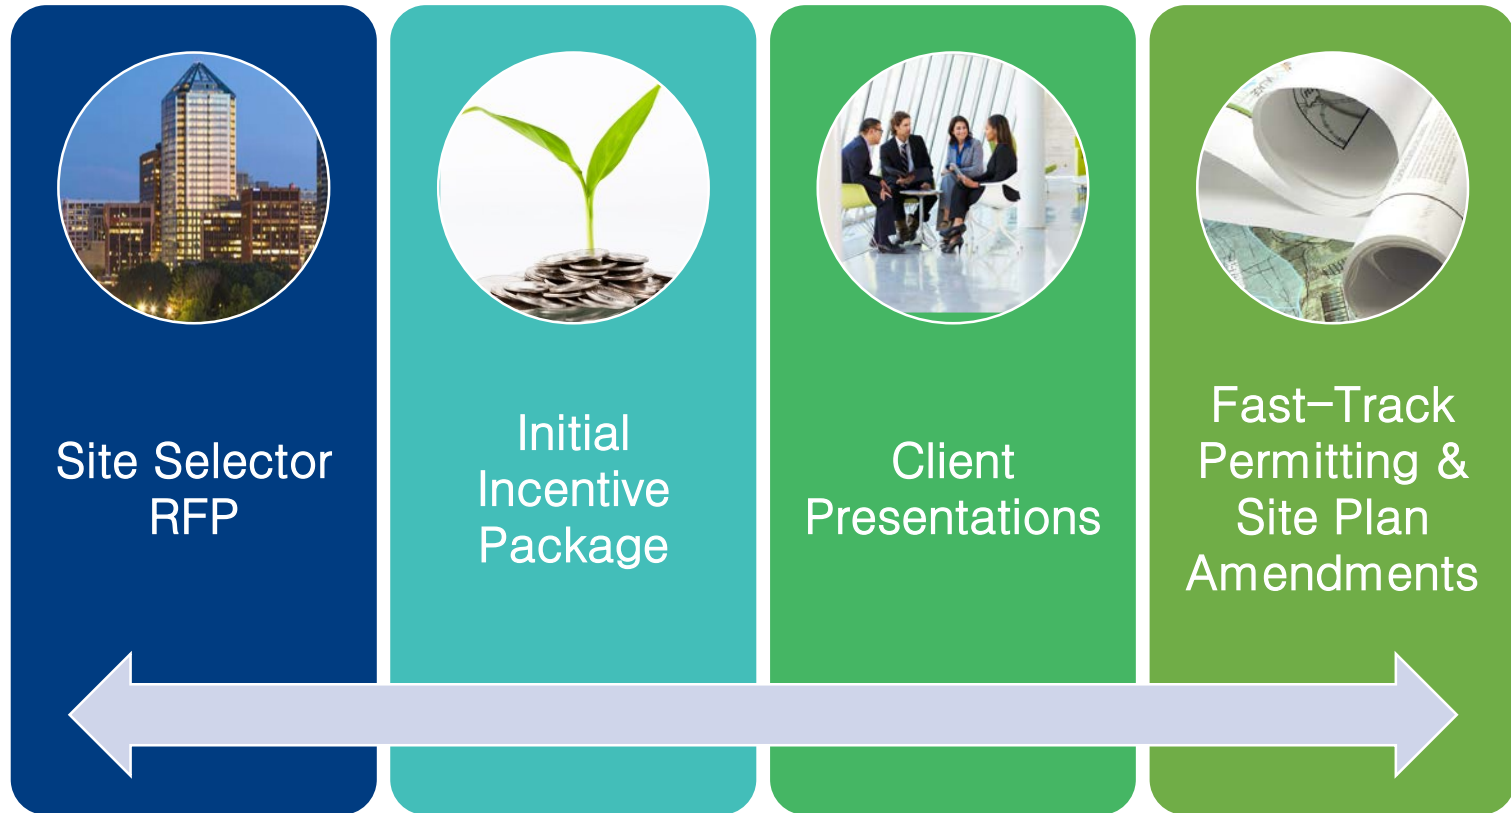 Site Selector
RFP
Initial
Incentive
Package
Client
Presentations
Fast-Track
Permitting &
Site Plan
Amendments